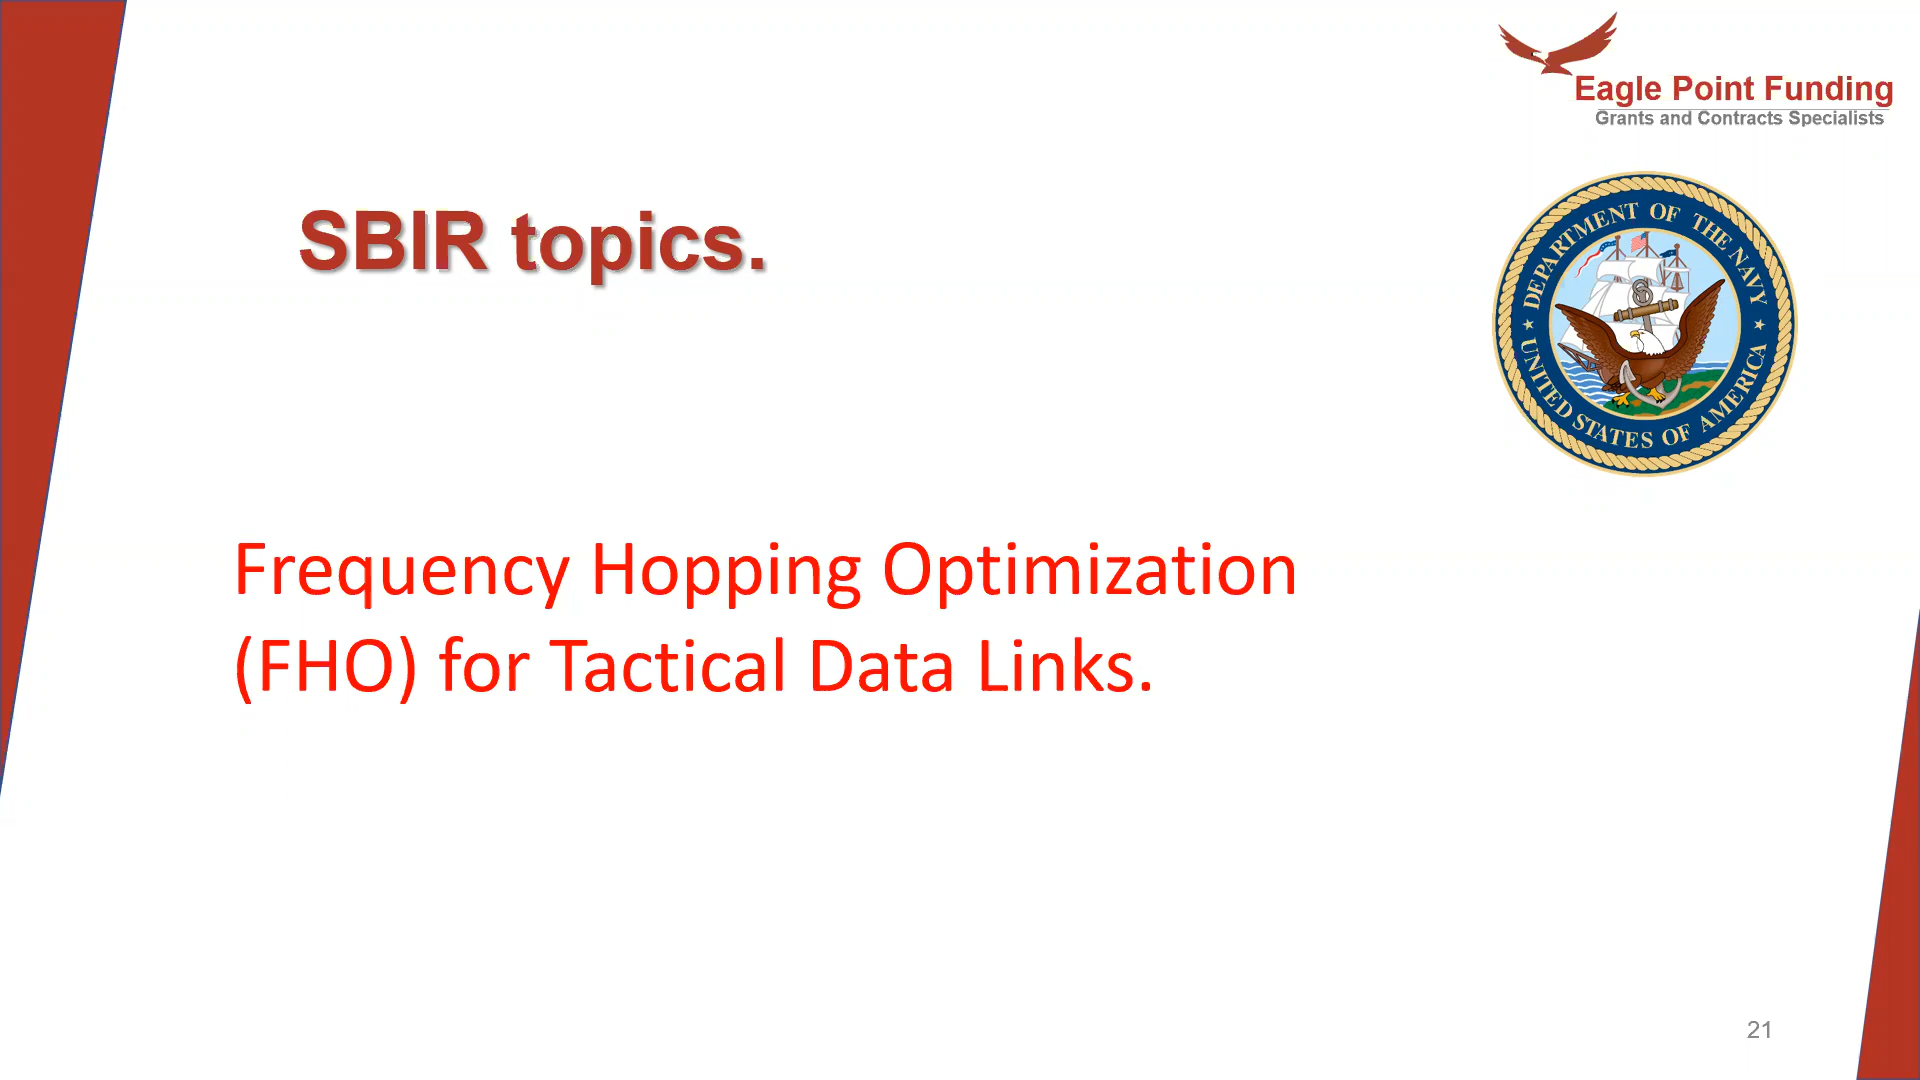 Eagle Point Funding
Grants and Contracts Specialists
SBIR topics.
DEPARTMENT OF THE NAVY
UNITED STATES OF AMERICA
Frequency Hopping Optimization
(FHO) for Tactical Data Links.
21